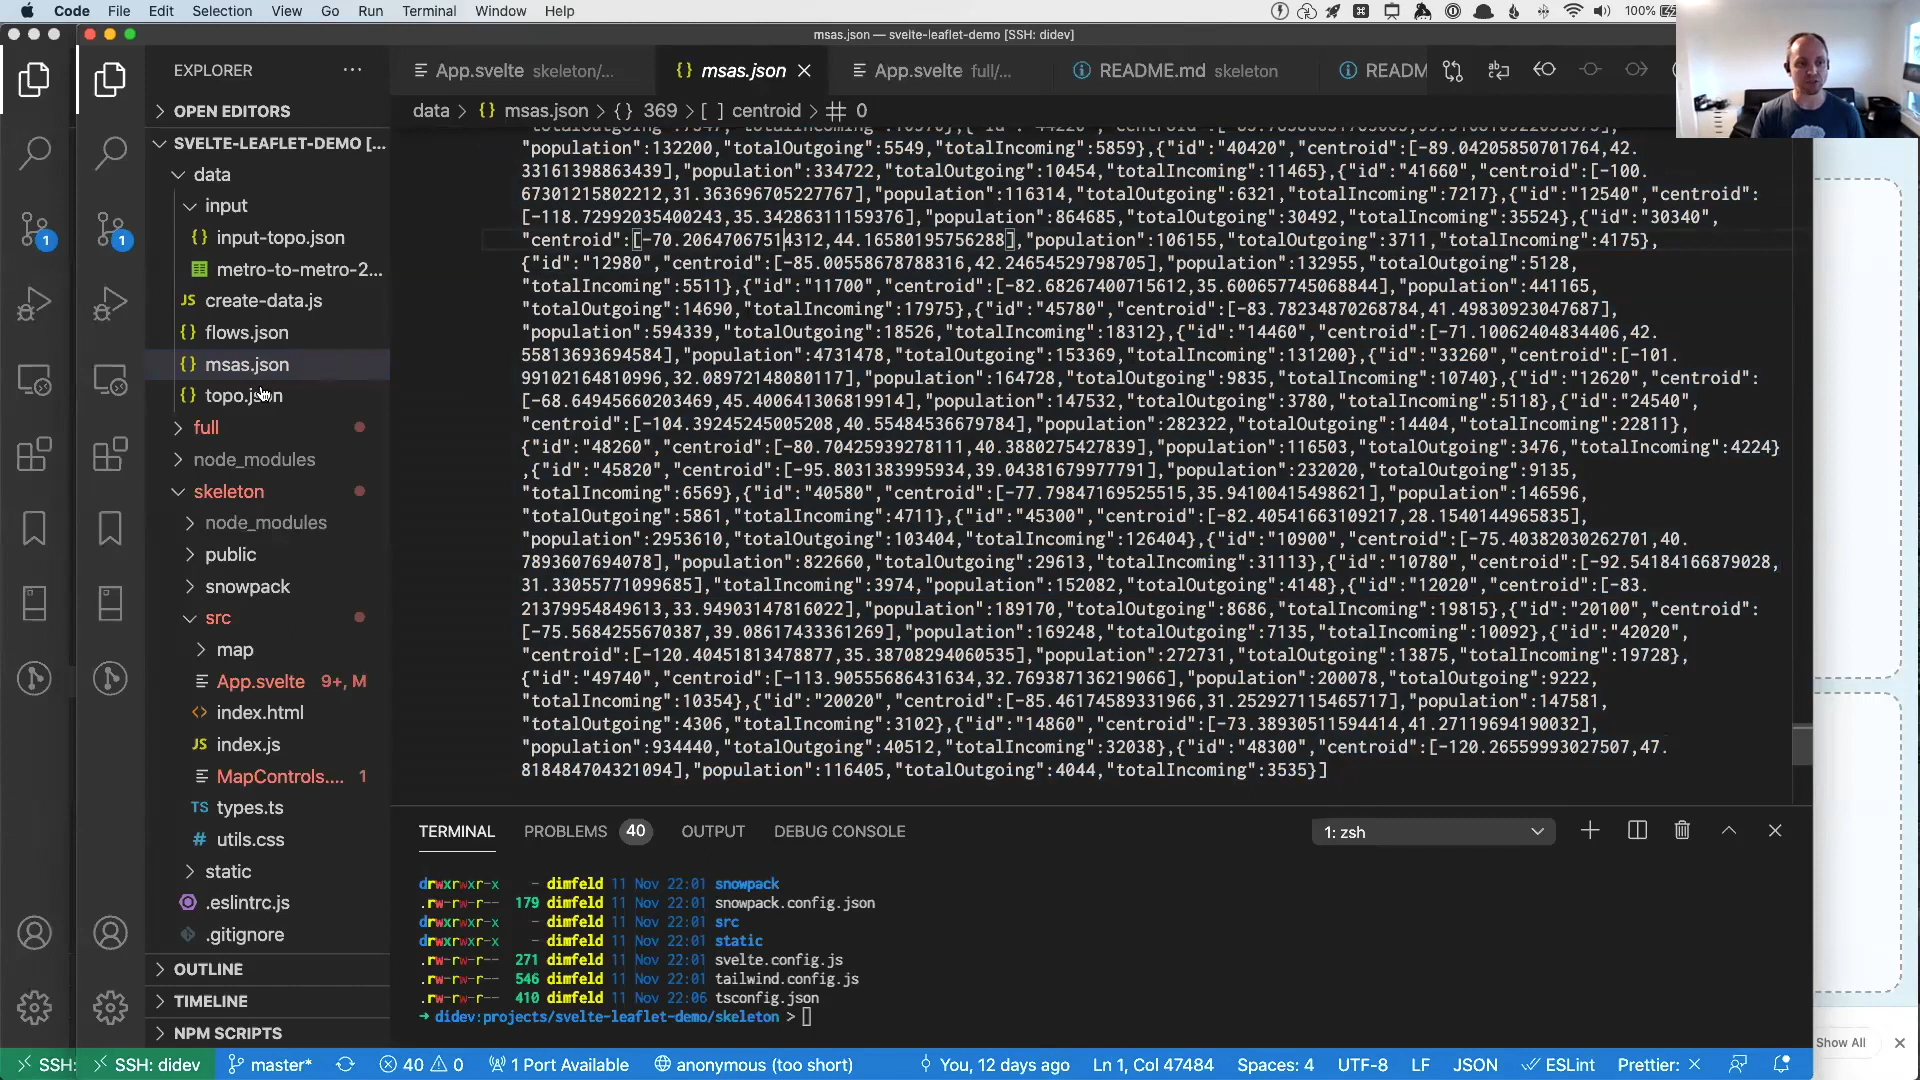 Code File Edit Selection View Go Run Terminal Window Help
100%
msas.json — svelte-leaflet-demo [SSH: didev]
EXPLORER
App.svelte skeleton/...
{} msas.json
App.svelte full/...
README.md skeleton
READM
data > {} msas.json > {} 369 > [ ] centroid > # 0
OPEN EDITORS
SVELTE-LEAFLET-DEMO [...
data
input
{} input-topo.json
metro-to-metro-2...
JS create-data.js
{} flows.json
{} msas.json
{} topo.json
full
node_modules
skeleton
node_modules
public
snowpack
src
map
App.svelte 9+, M
<> index.html
JS index.js
MapControls.... 1
TS types.ts
# utils.css
static
.eslintrc.js
.gitignore
OUTLINE
TIMELINE
NPM SCRIPTS
"population":132200,"totalOutgoing":5549,"totalIncoming":5859},{"id":"40420","centroid":[-89.04205850701764,42.
33161398863439],"population":334722,"totalOutgoing":10454,"totalIncoming":11465},{"id":"41660","centroid":[-100.
67301215802212,31.363696705227767],"population":116314,"totalOutgoing":6321,"totalIncoming":7217},{"id":"12540","centroid":
[-118.72992035400243,35.34286311159376],"population":864685,"totalOutgoing":30492,"totalIncoming":35524},{"id":"30340",
"centroid":[-70.20647067514312,44.16580195756288],"population":106155,"totalOutgoing":3711,"totalIncoming":4175},
{"id":"12980","centroid":[-85.00558678788316,42.24654529798705],"population":132955,"totalOutgoing":5128,
"totalIncoming":5511},{"id":"11700","centroid":[-82.68267400715612,35.600657745068844],"population":441165,
"totalOutgoing":14690,"totalIncoming":17975},{"id":"45780","centroid":[-83.78234870268784,41.49830923047687],
"population":594339,"totalOutgoing":18526,"totalIncoming":18312},{"id":"14460","centroid":[-71.10062404834406,42.
55813693694584],"population":4731478,"totalOutgoing":153369,"totalIncoming":131200},{"id":"33260","centroid":[-101.
99102164810996,32.08972148080117],"population":164728,"totalOutgoing":9835,"totalIncoming":10740},{"id":"12620","centroid":
[-68.64945660203469,45.400641306819914],"population":147532,"totalOutgoing":3780,"totalIncoming":5118},{"id":"24540",
"centroid":[-104.39245245005208,40.55484536679784],"population":282322,"totalOutgoing":14404,"totalIncoming":22811},
{"id":"48260","centroid":[-80.70425939278111,40.3880275427839],"population":116503,"totalOutgoing":3476,"totalIncoming":4224}
,{"id":"45820","centroid":[-95.8031383995934,39.04381679977791],"population":232020,"totalOutgoing":9135,
"totalIncoming":6569},{"id":"40580","centroid":[-77.79847169525515,35.94100415498621],"population":146596,
"totalOutgoing":5861,"totalIncoming":4711},{"id":"45300","centroid":[-82.40541663109217,28.1540144965835],
"population":2953610,"totalOutgoing":103404,"totalIncoming":126404},{"id":"10900","centroid":[-75.40382030262701,40.
7893607694078],"population":822660,"totalOutgoing":29613,"totalIncoming":31113},{"id":"10780","centroid":[-92.54184166879028,
31.33055771099685],"totalIncoming":3974,"population":152082,"totalOutgoing":4148},{"id":"12020","centroid":[-83.
21379954849613,33.94903147816022],"population":189170,"totalOutgoing":8686,"totalIncoming":19815},{"id":"20100","centroid":
[-75.5684255670387,39.08617433361269],"population":169248,"totalOutgoing":7135,"totalIncoming":10092},{"id":"42020",
"centroid":[-120.40451813478877,35.38708294060535],"population":272731,"totalOutgoing":13875,"totalIncoming":19728},
{"id":"49740","centroid":[-113.90555686431634,32.769387136219066],"population":200078,"totalOutgoing":9222,
"totalIncoming":10354},{"id":"20020","centroid":[-85.46174589331966,31.252927115465717],"population":147581,
"totalOutgoing":4306,"totalIncoming":3102},{"id":"14860","centroid":[-73.38930511594414,41.27119694190032],
"population":934440,"totalOutgoing":40512,"totalIncoming":32038},{"id":"48300","centroid":[-120.26559993027507,47.
818484704321094],"population":116405,"totalOutgoing":4044,"totalIncoming":3535}]
TERMINAL PROBLEMS 40 OUTPUT DEBUG CONSOLE
1: zsh
drwxrwxr-x - dimfeld 11 Nov 22:01 snowpack
.rw-rw-r-- 179 dimfeld 11 Nov 22:01 snowpack.config.json
drwxrwxr-x - dimfeld 11 Nov 22:01 src
drwxrwxr-x - dimfeld 11 Nov 22:01 static
.rw-rw-r-- 271 dimfeld 11 Nov 22:01 svelte.config.js
.rw-rw-r-- 546 dimfeld 11 Nov 22:01 tailwind.config.js
.rw-rw-r-- 410 dimfeld 11 Nov 22:06 tsconfig.json
→ didev:projects/svelte-leaflet-demo/skeleton >
Show All
SSH: SSH: didev master* 40 0 1 Port Available anonymous (too short) You, 12 days ago Ln 1, Col 47484 Spaces: 4 UTF-8 LF JSON ESLint Prettier: ×
1
1